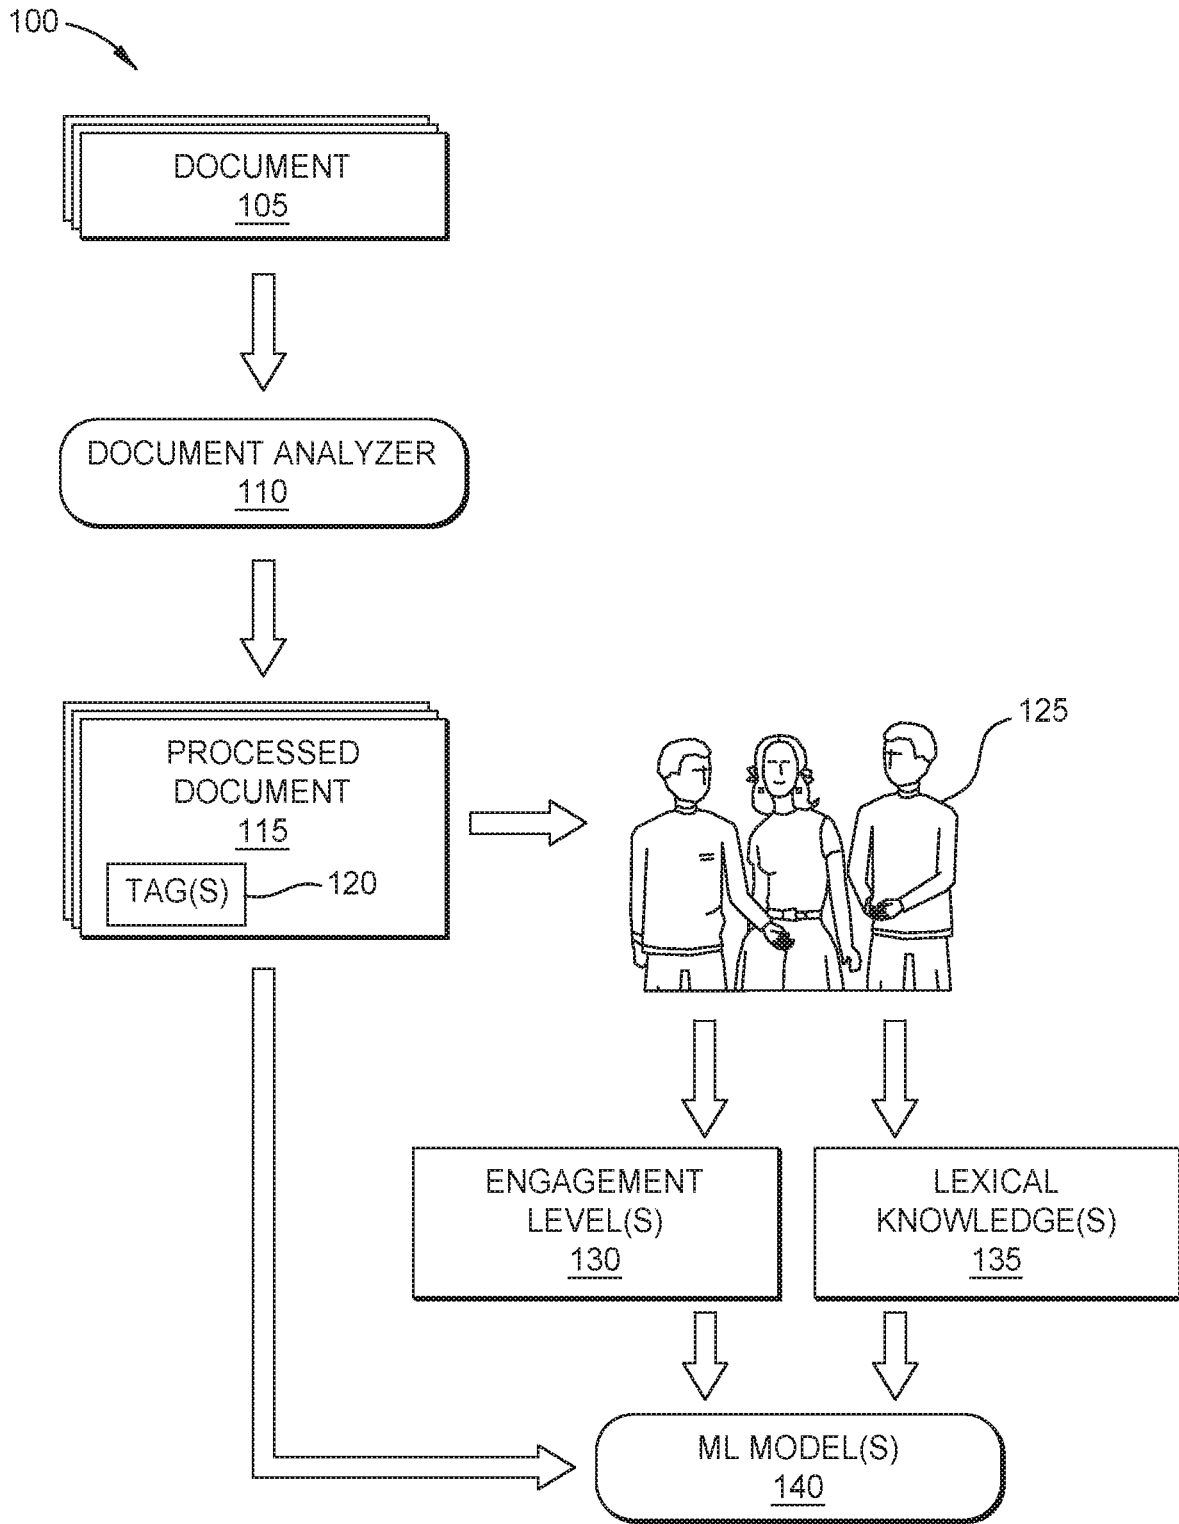 100
DOCUMENT
105
DOCUMENT ANALYZER
110
PROCESSED
DOCUMENT
115
TAG(S)
120
125
ENGAGEMENT
LEVEL(S)
130
LEXICAL
KNOWLEDGE(S)
135
ML MODEL(S)
140